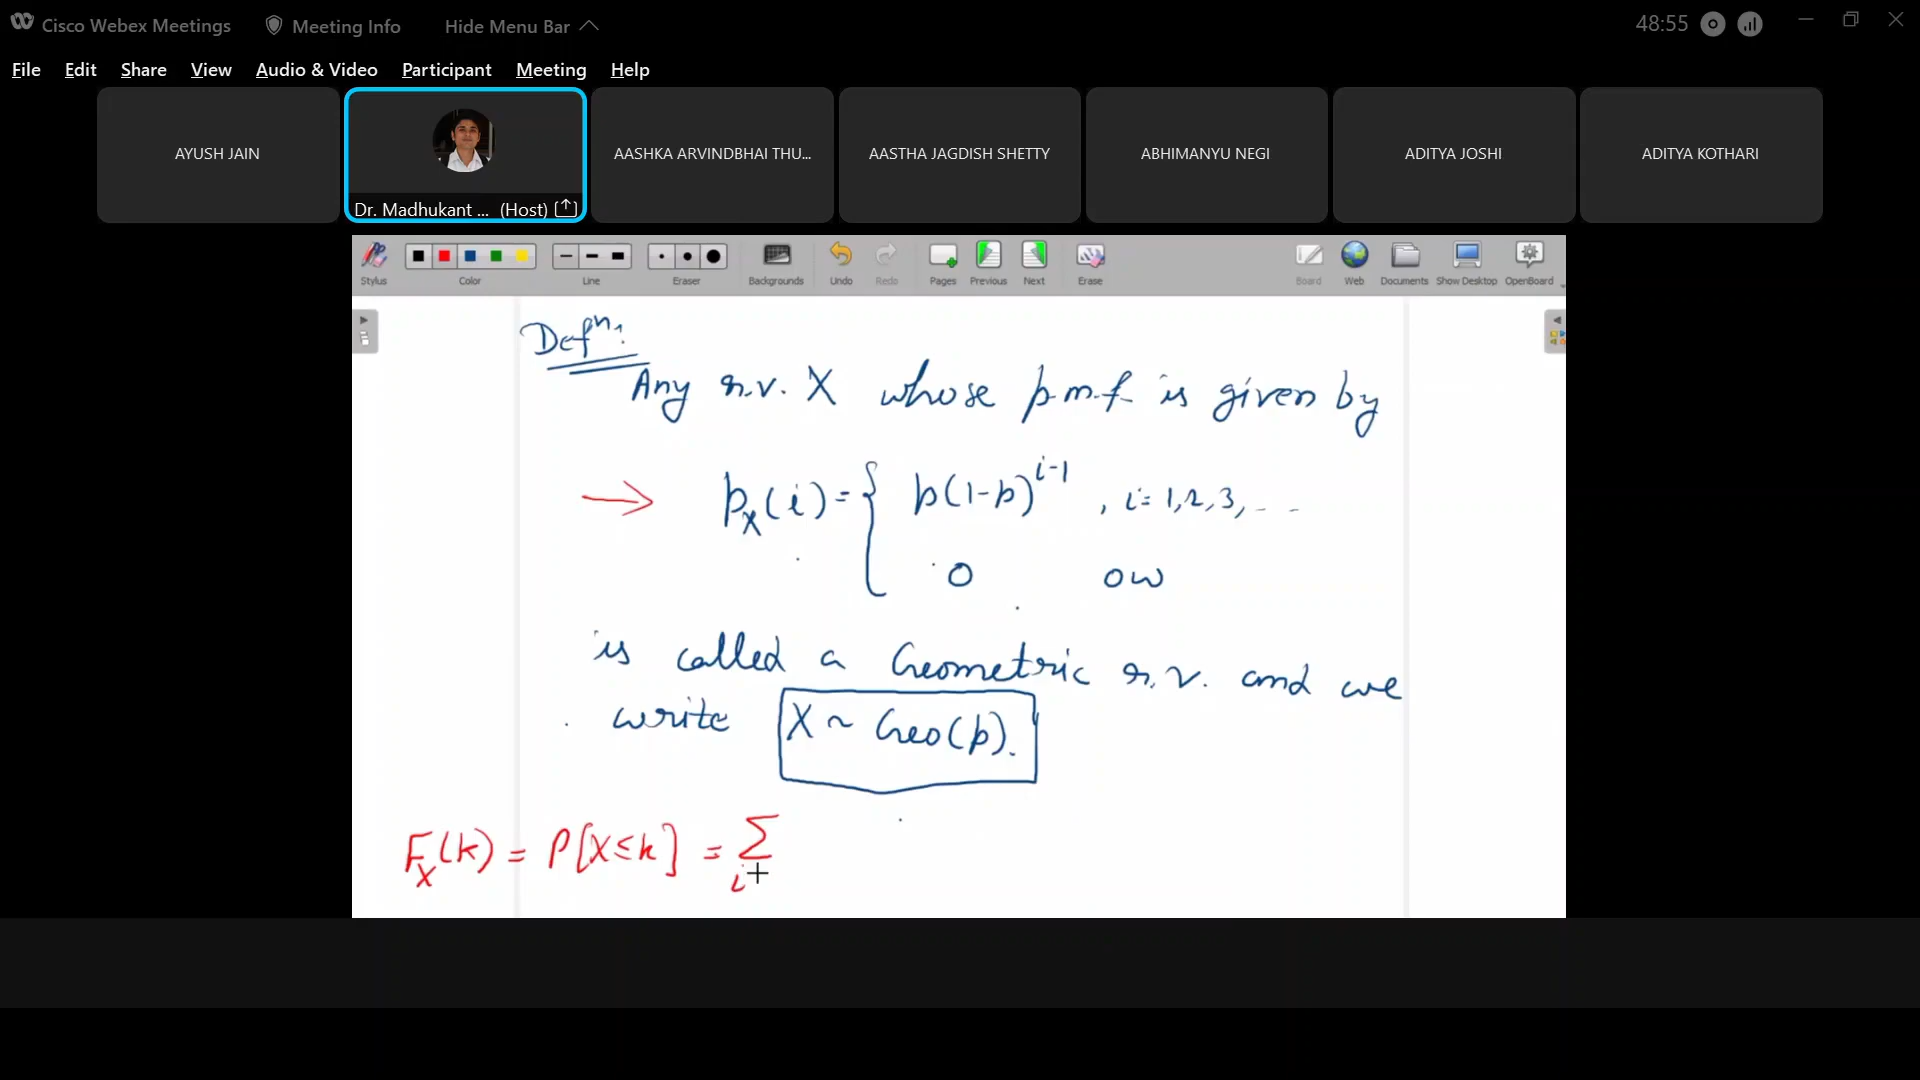 Cisco Webex Meetings Meeting Info Hide Menu Bar 48:55
File Edit Share View Audio & Video Participant Meeting Help
AYUSH JAIN
Dr. Madhukant ... (Host)
AASHKA ARVINDBHAI THU...
AASTHA JAGDISH SHETTY
ABHIMANYU NEGI
ADITYA JOSHI
ADITYA KOTHARI
Stylus Color Line Eraser Backgrounds Undo Redo Pages Previous Next Erase Board Web Documents Show Desktop OpenBoard
Defⁿ:
Any r.v. X whose p.m.f. is given by
→ p_X(i) = { p(1-p)^{i-1} , i = 1,2,3, ...
0 ow
is called a Geometric r.v. and we
write X ~ Geo(p).
F_X(k) = P[X ≤ k] = Σ
i